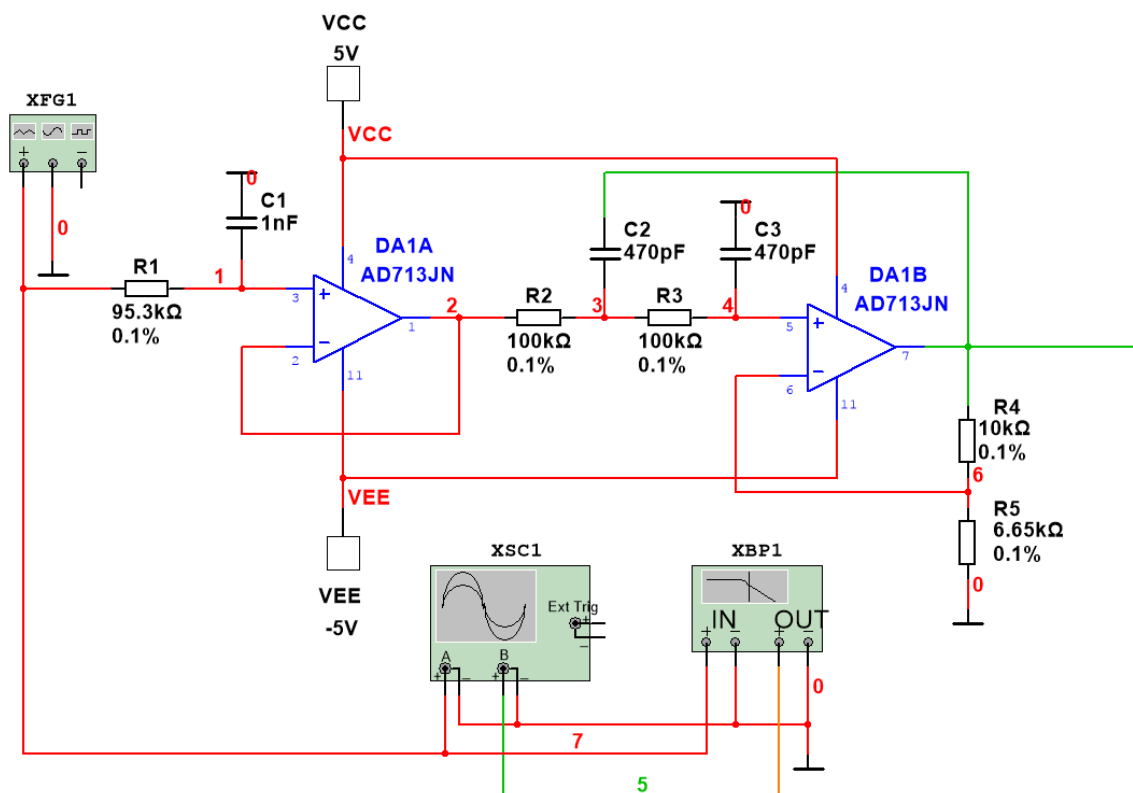 VCC
5V
XFG1
+
−
VCC
0
0
C1
1nF
0
C2
470pF
C3
470pF
DA1A
AD713JN
DA1B
AD713JN
4
4
R1
95.3kΩ
0.1%
1
3
+
2
−
1
11
2
R2
100kΩ
0.1%
3
R3
100kΩ
0.1%
4
5
+
6
−
7
11
R4
10kΩ
0.1%
6
R5
6.65kΩ
0.1%
0
VEE
VEE
-5V
XSC1
Ext Trig
+
−
A
B
+
−
+
−
XBP1
IN
OUT
+
−
+
−
0
7
5